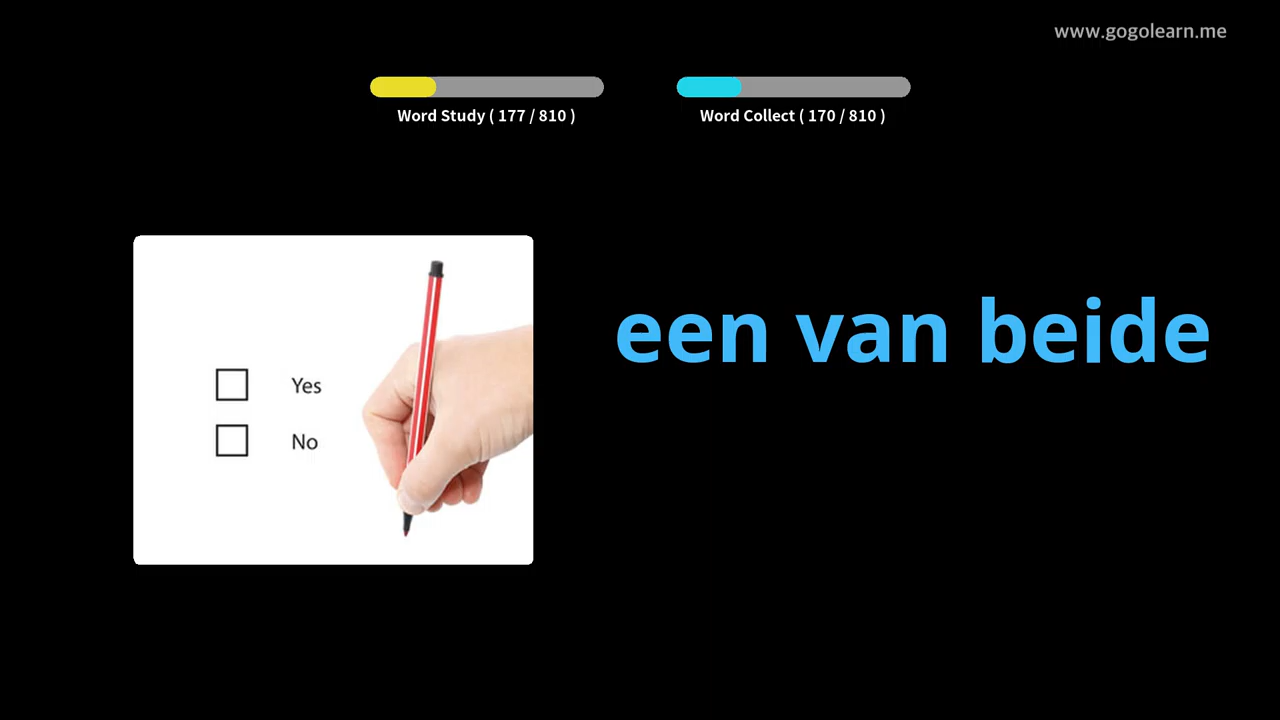 www.gogolearn.me
Word Study ( 177 / 810 )
Word Collect ( 170 / 810 )
een van beide
Yes
No